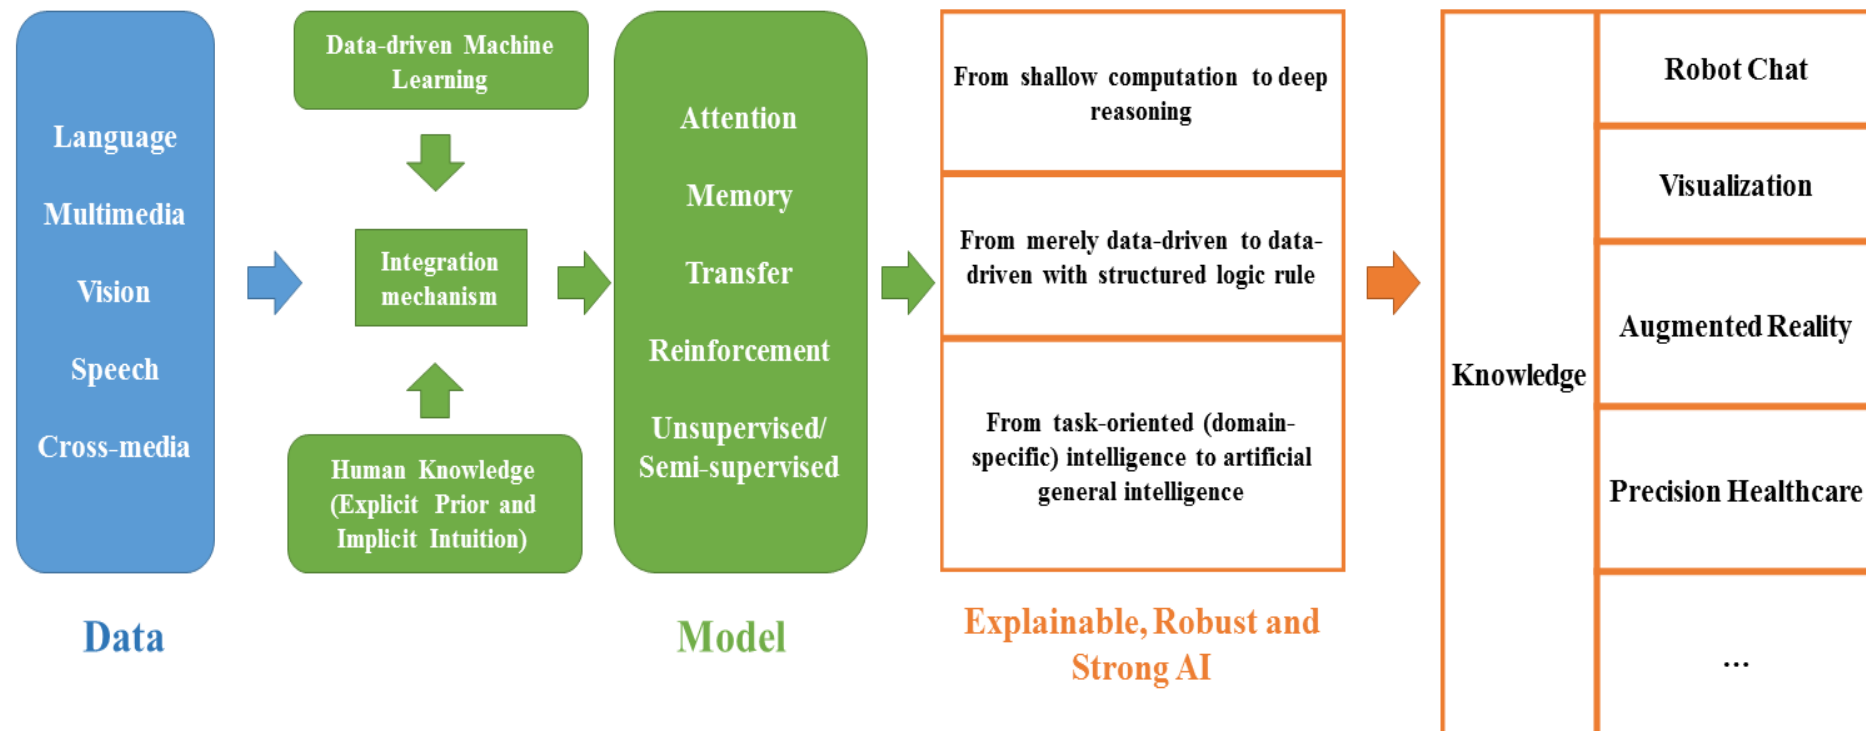 Language
Multimedia
Vision
Speech
Cross-media
Data
Data-driven Machine
Learning
Integration
mechanism
Human Knowledge
(Explicit Prior and
Implicit Intuition)
Attention
Memory
Transfer
Reinforcement
Unsupervised/
Semi-supervised
Model
From shallow computation to deep
reasoning
From merely data-driven to data-
driven with structured logic rule
From task-oriented (domain-
specific) intelligence to artificial
general intelligence
Explainable, Robust and
Strong AI
Knowledge
Robot Chat
Visualization
Augmented Reality
Precision Healthcare
...